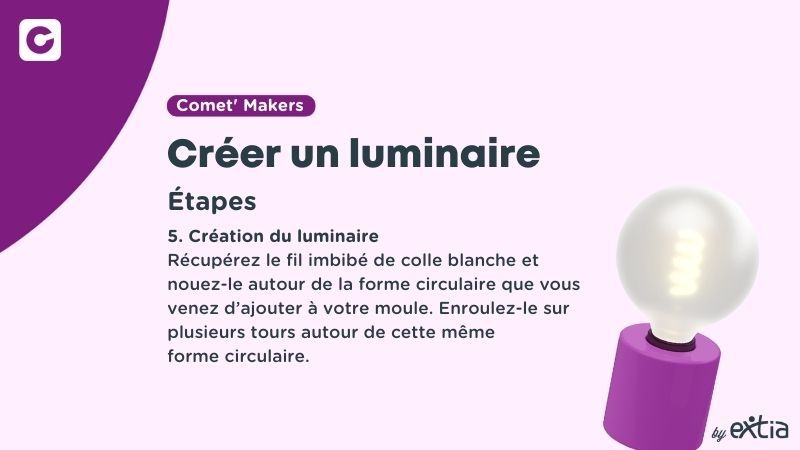 Comet' Makers
Créer un luminaire
Étapes
5. Création du luminaire
Récupérez le fil imbibé de colle blanche et
nouez-le autour de la forme circulaire que vous
venez d’ajouter à votre moule. Enroulez-le sur
plusieurs tours autour de cette même
forme circulaire.
by extia